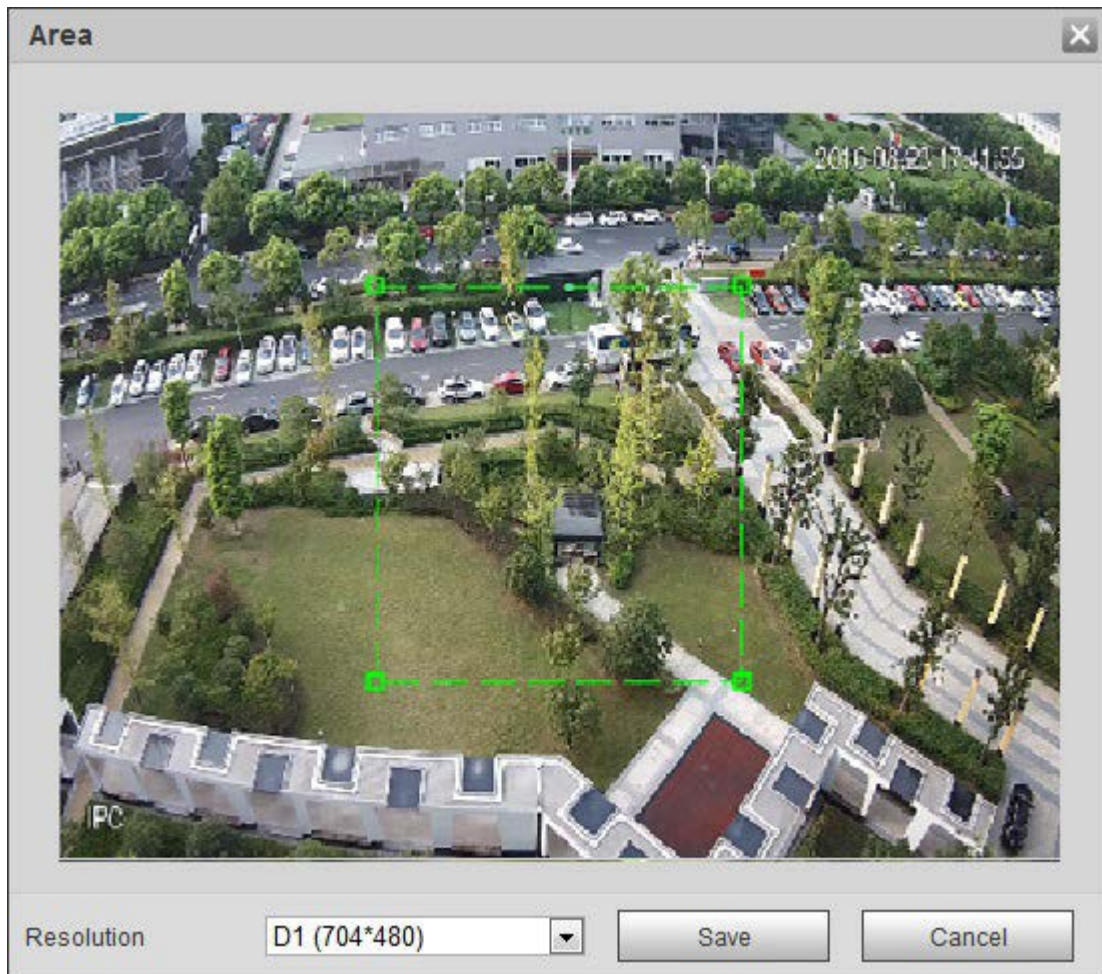 Area
2016-08-23 17:41:55
IPC
Resolution
D1 (704*480)
Save
Cancel